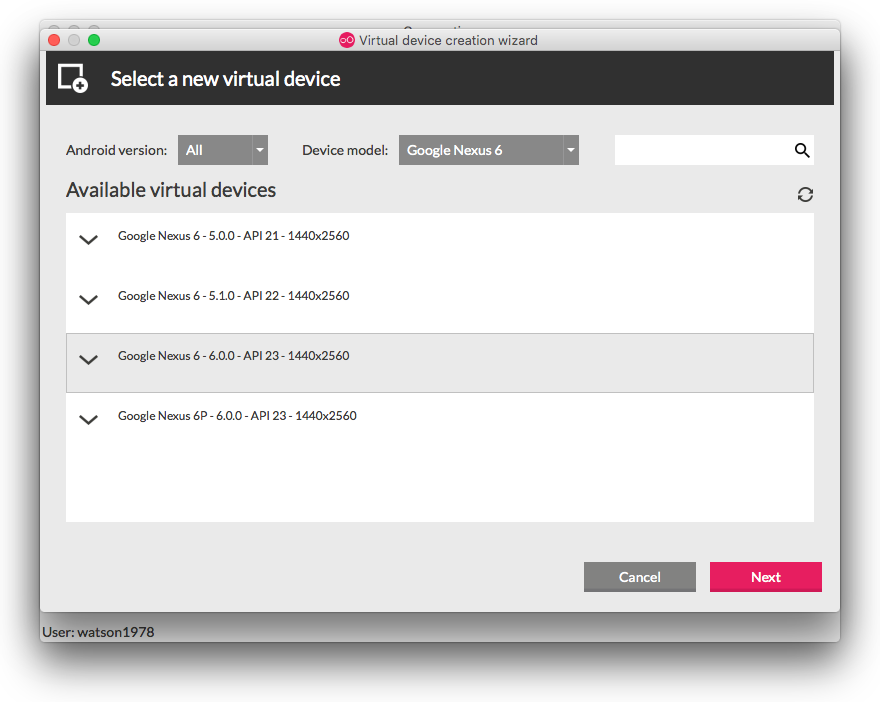 Virtual device creation wizard
Select a new virtual device
Android version: All Device model: Google Nexus 6
Available virtual devices
Google Nexus 6 - 5.0.0 - API 21 - 1440x2560
Google Nexus 6 - 5.1.0 - API 22 - 1440x2560
Google Nexus 6 - 6.0.0 - API 23 - 1440x2560
Google Nexus 6P - 6.0.0 - API 23 - 1440x2560
Cancel Next
User: watson1978